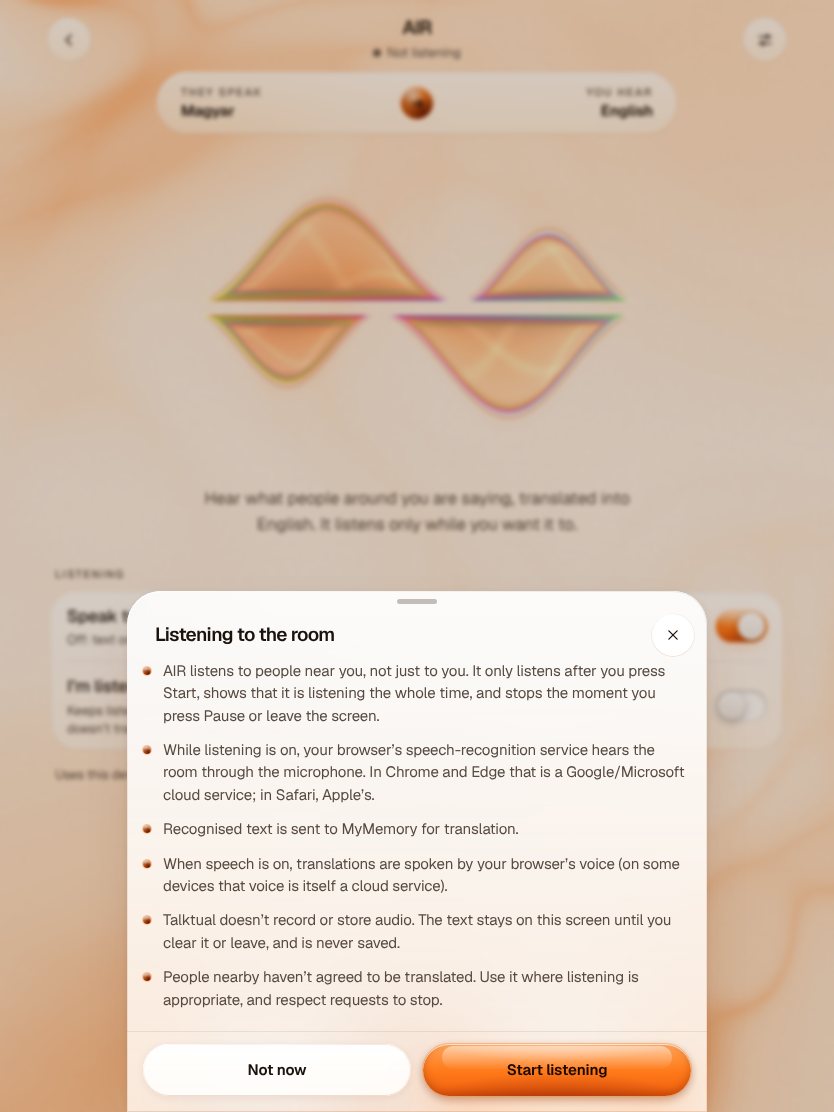 AIR
Not listening
THEY SPEAK
YOU HEAR
Magyar
English
Hear what people around you are saying, translated into
English. It listens only while you want it to.
LISTENING
Speak
Off: text
I'm
Keeps
doesn't
Uses this
Listening to the room
AIR listens to people near you, not just to you. It only listens after you press
Start, shows that it is listening the whole time, and stops the moment you
press Pause or leave the screen.
While listening is on, your browser’s speech-recognition service hears the
room through the microphone. In Chrome and Edge that is a Google/Microsoft
cloud service; in Safari, Apple’s.
Recognised text is sent to MyMemory for translation.
When speech is on, translations are spoken by your browser’s voice (on some
devices that voice is itself a cloud service).
Talktual doesn’t record or store audio. The text stays on this screen until you
clear it or leave, and is never saved.
People nearby haven’t agreed to be translated. Use it where listening is
appropriate, and respect requests to stop.
Not now
Start listening